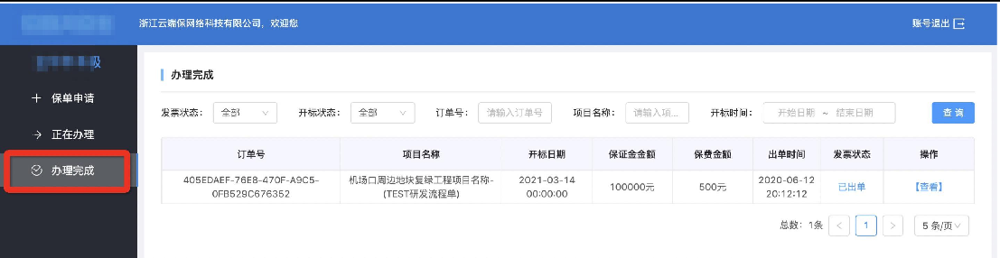 浙江云端保网络科技有限公司，欢迎您
账号退出
级
保单申请
正在办理
办理完成
办理完成
发票状态： 全部 开标状态： 全部 订单号： 请输入订单号 项目名称： 请输入项... 开标时间： 开始日期 ~ 结束日期 查 询
订单号 项目名称 开标日期 保证金金额 保费金额 出单时间 发票状态 操作
405EDAEF-76E8-470F-A9C5- 机场口周边地块复绿工程项目名称- 2021-03-14 100000元 500元 2020-06-12 已出单 【查看】
0FB529C676352 (TEST研发流程单) 00:00:00 20:12:12
总数：1条 < 1 > 5 条/页